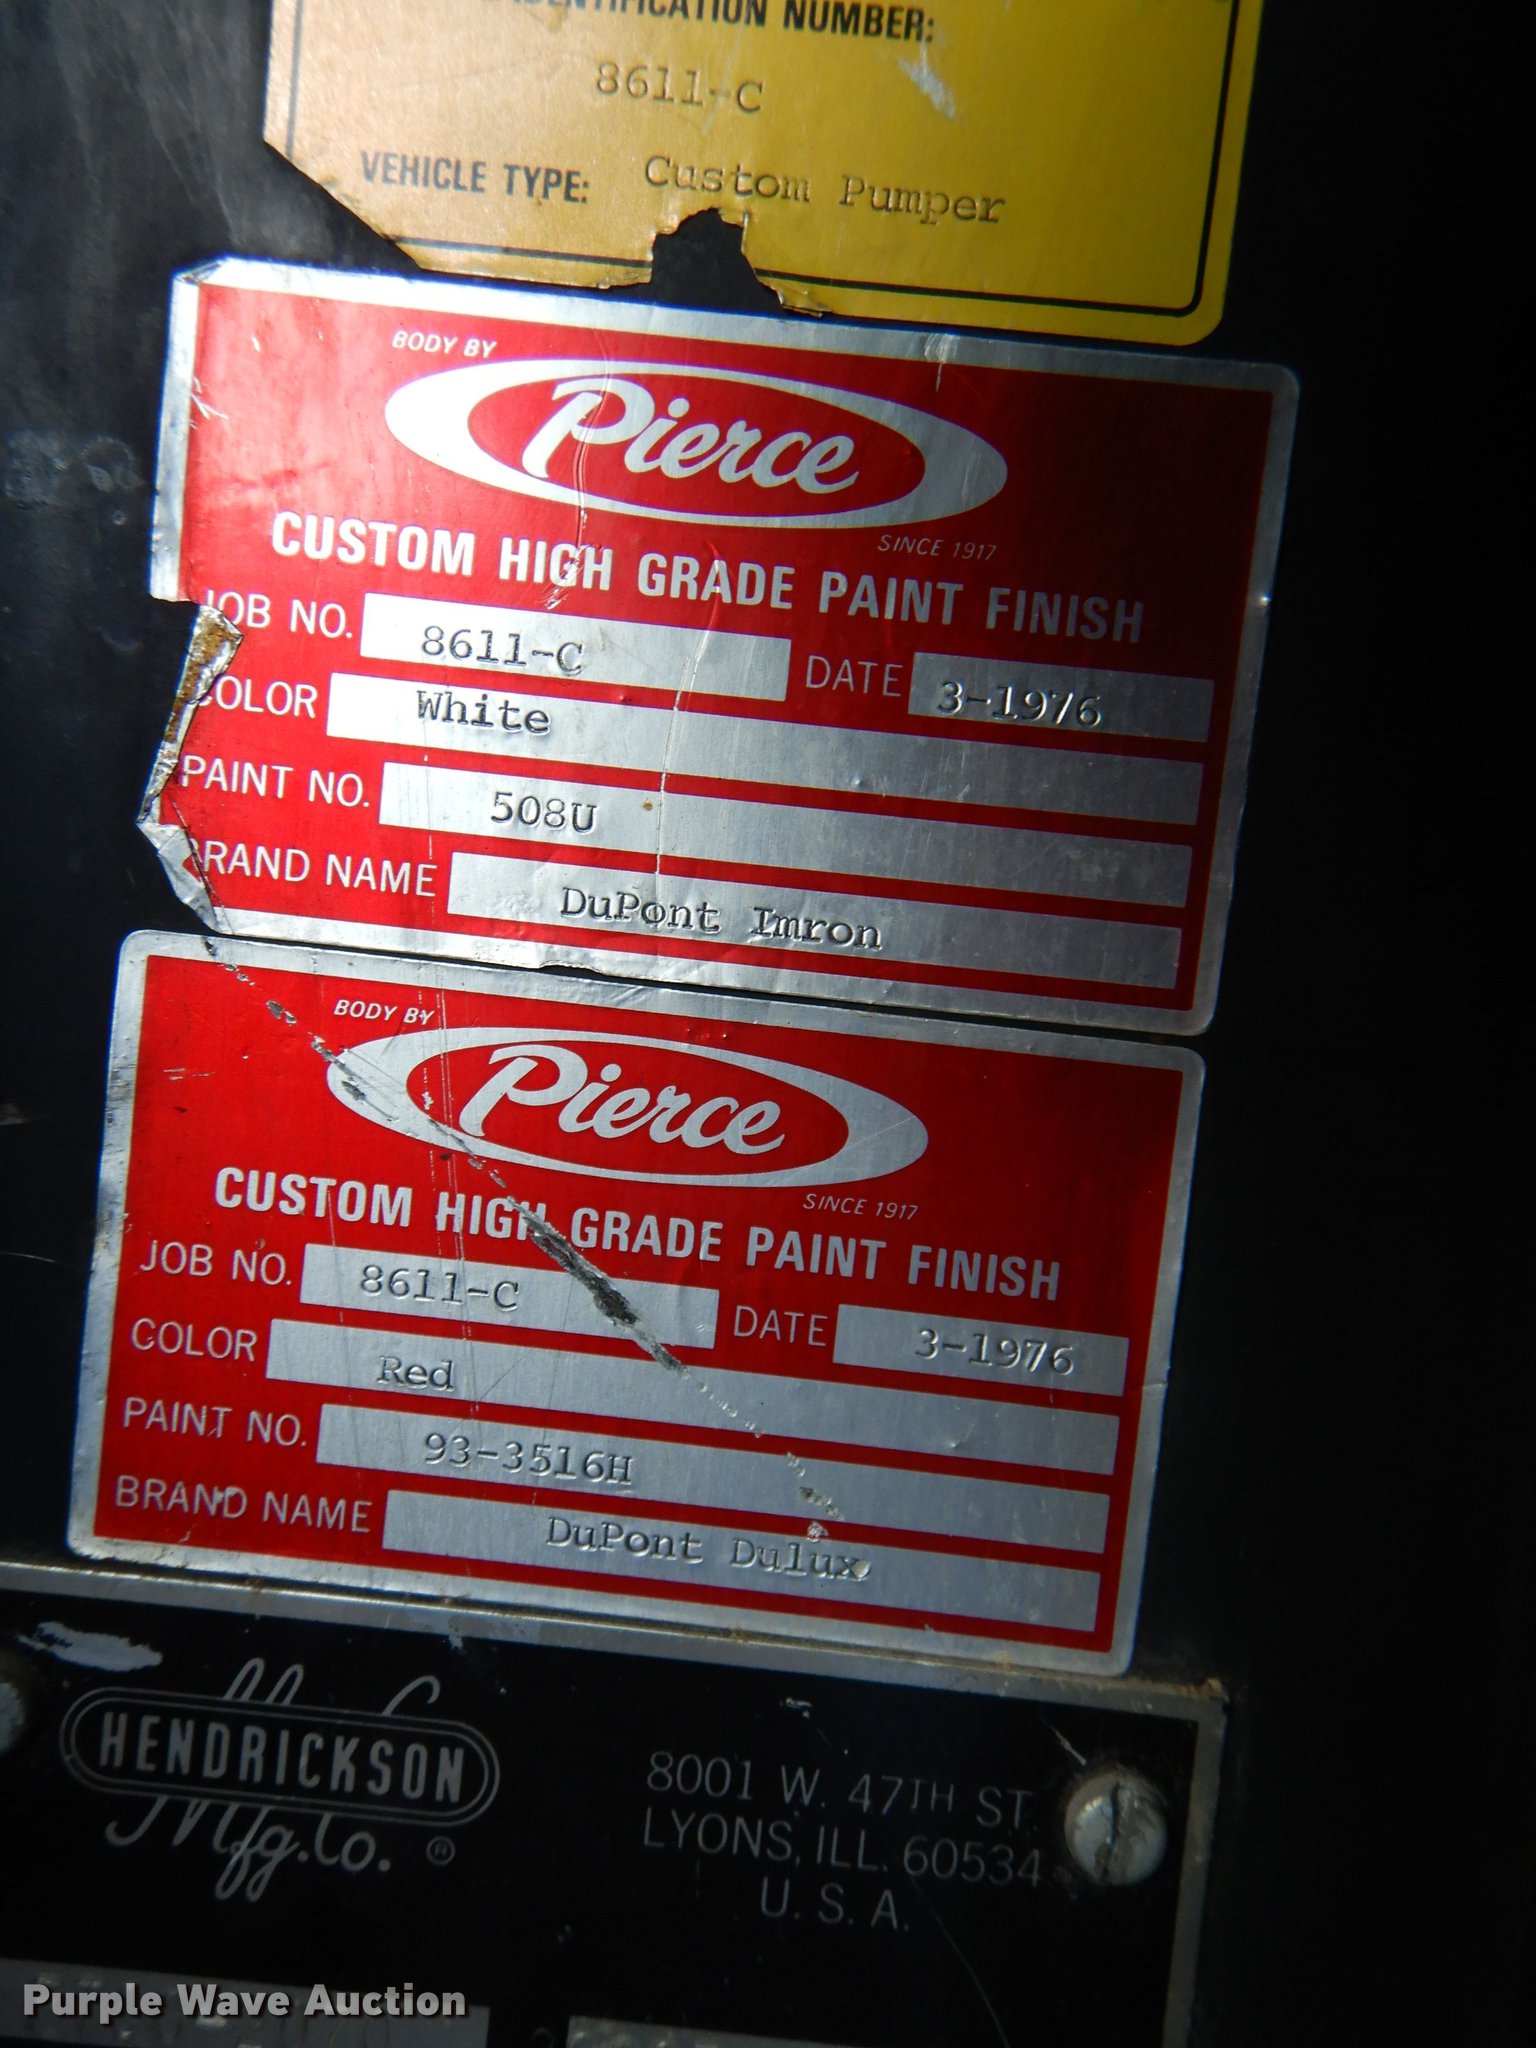 IDENTIFICATION NUMBER:
8611-C
VEHICLE TYPE: Custom Pumper
BODY BY
Pierce
SINCE 1917
CUSTOM HIGH GRADE PAINT FINISH
JOB NO. 8611-C DATE 3-1976
COLOR White
PAINT NO. 508U
BRAND NAME DuPont Imron
BODY BY
Pierce
SINCE 1917
CUSTOM HIGH GRADE PAINT FINISH
JOB NO. 8611-C DATE 3-1976
COLOR Red
PAINT NO. 93-3516H
BRAND NAME DuPont Dulux
HENDRICKSON
Mfg. Co. ®
8001 W. 47TH ST.
LYONS, ILL. 60534
U. S. A.
Purple Wave Auction